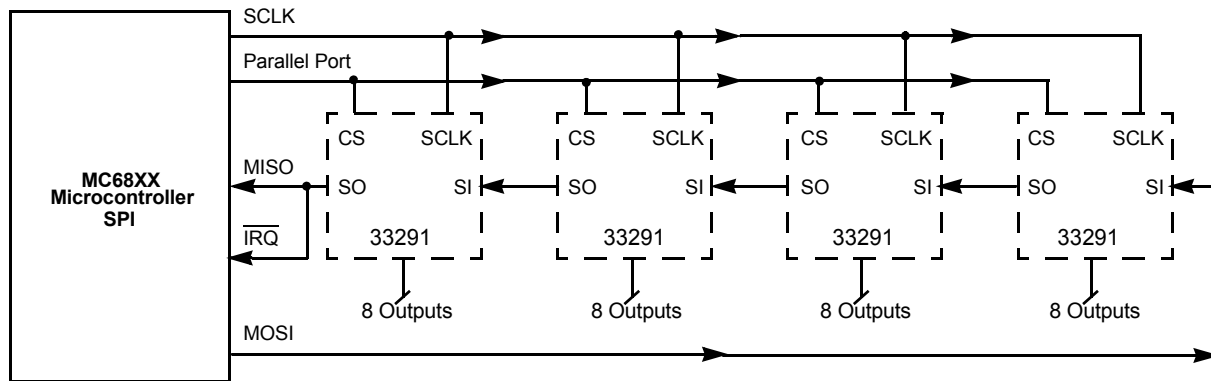 SCLK
Parallel Port
CS SCLK
CS SCLK
CS SCLK
CS SCLK
MC68XX
Microcontroller
SPI
MISO
SO SI
SO SI
SO SI
SO SI
IRQ
33291
33291
33291
33291
8 Outputs
8 Outputs
8 Outputs
8 Outputs
MOSI